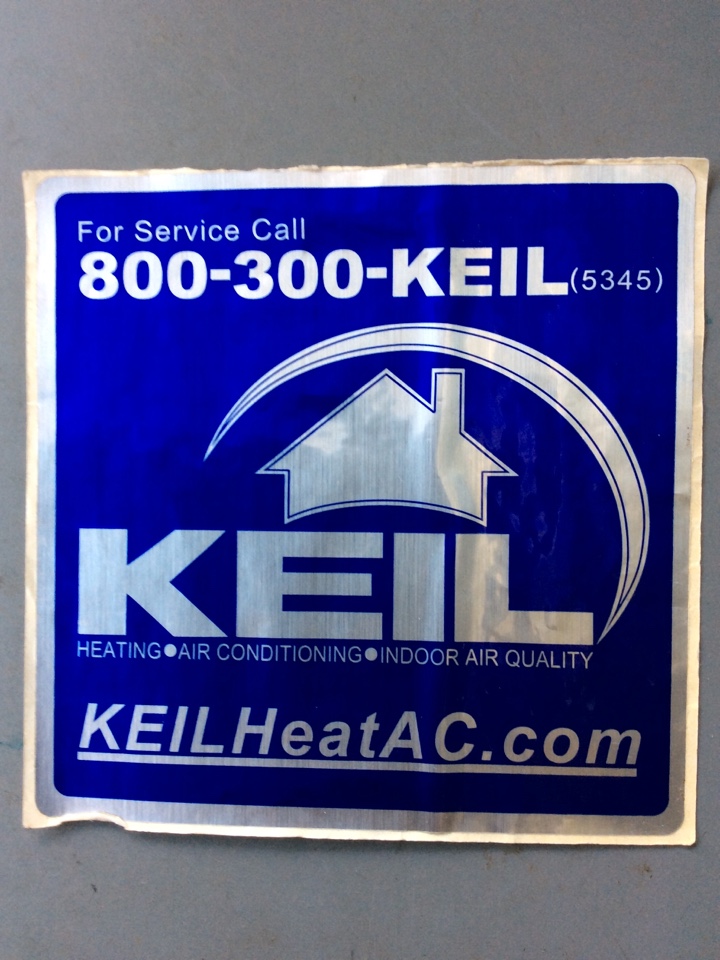 For Service Call
800-300-KEIL(5345)
KEIL
HEATING●AIR CONDITIONING●INDOOR AIR QUALITY
KEILHeatAC.com